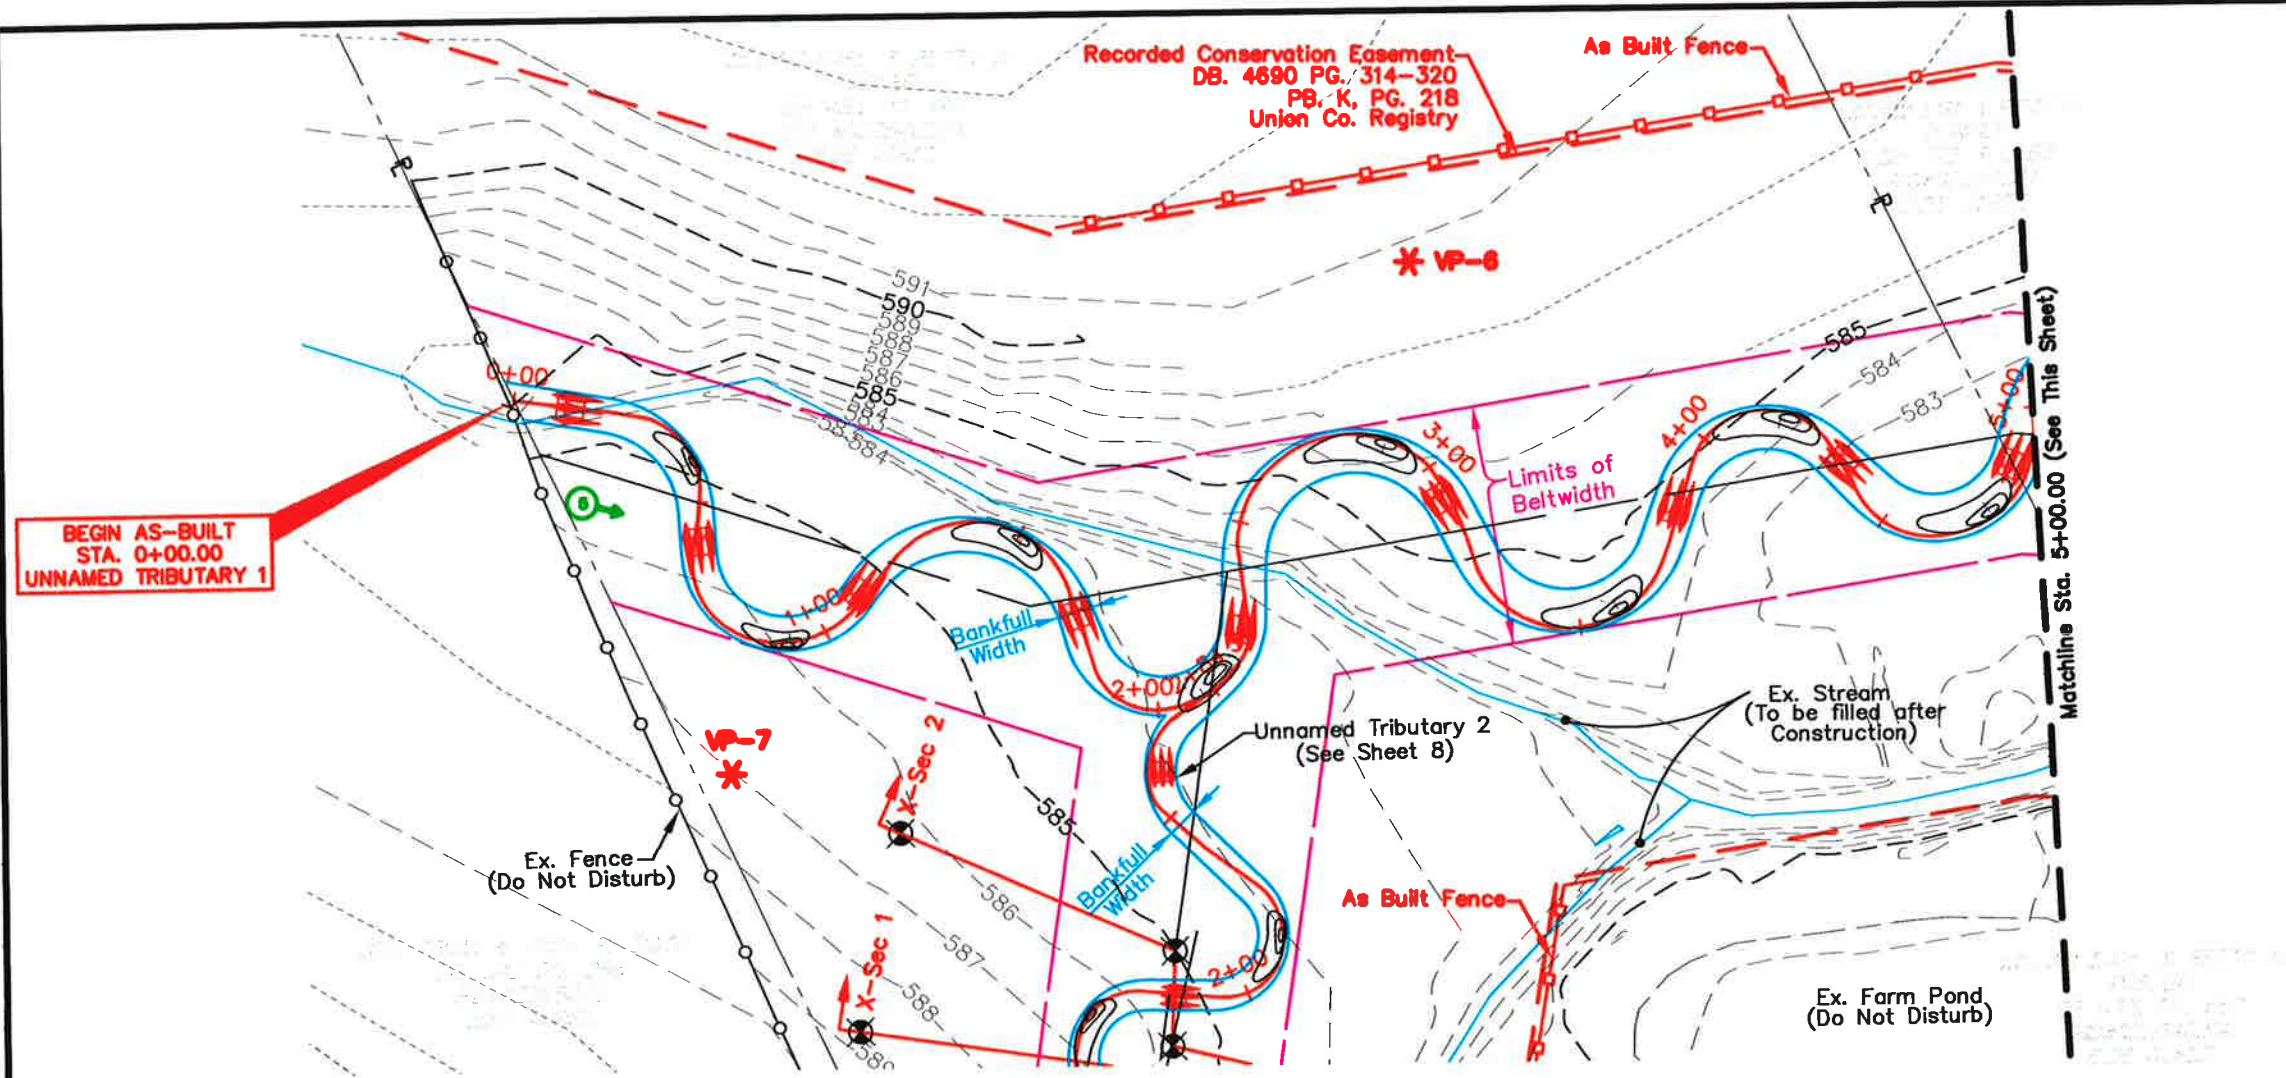 Recorded Conservation Easement
DB. 4690 PG. 314-320
PB. K, PG. 218
Union Co. Registry
As Built Fence
PL
PL
VP-6
591
590
589
588
587
586
585
584
583
584
585
584
583
0+00
BEGIN AS-BUILT
STA. 0+00.00
UNNAMED TRIBUTARY 1
1+00
2+00
3+00
4+00
5+00
Limits of
Beltwidth
Matchline Sta. 5+00.00 (See This Sheet)
Bankfull
Width
Unnamed Tributary 2
(See Sheet 8)
Ex. Stream
(To be filled after
Construction)
VP-7
X-Sec 2
585
Ex. Fence
(Do Not Disturb)
Bankfull
Width
586
As Built Fence
X-Sec 1
587
2+00
588
589
Ex. Farm Pond
(Do Not Disturb)